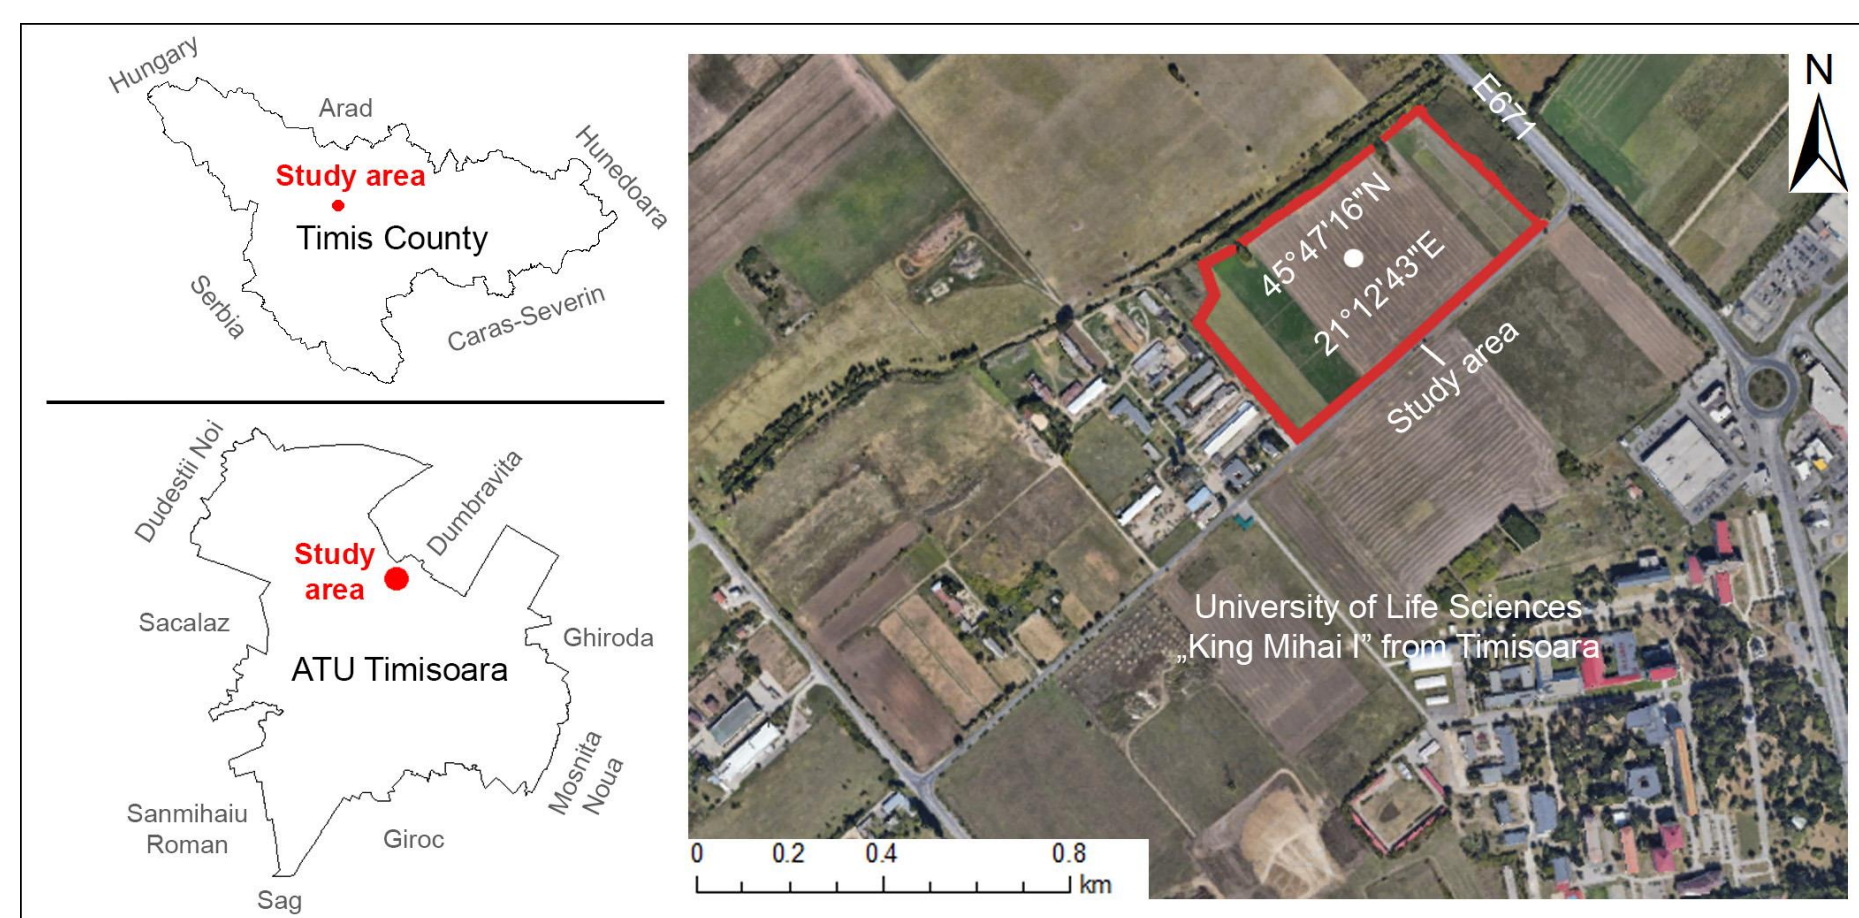 Hungary
Arad
Hunedoara
Study area
Timis County
Serbia
Caras-Severin
Dudestii Noi
Dumbravita
Study
area
Sacalaz
Ghiroda
ATU Timisoara
Mosnita
Noua
Sanmihaiu
Roman
Giroc
Sag
N
E671
45°47'16"N
21°12'43"E
Study area
University of Life Sciences
„King Mihai I” from Timisoara
0 0.2 0.4 0.8
km